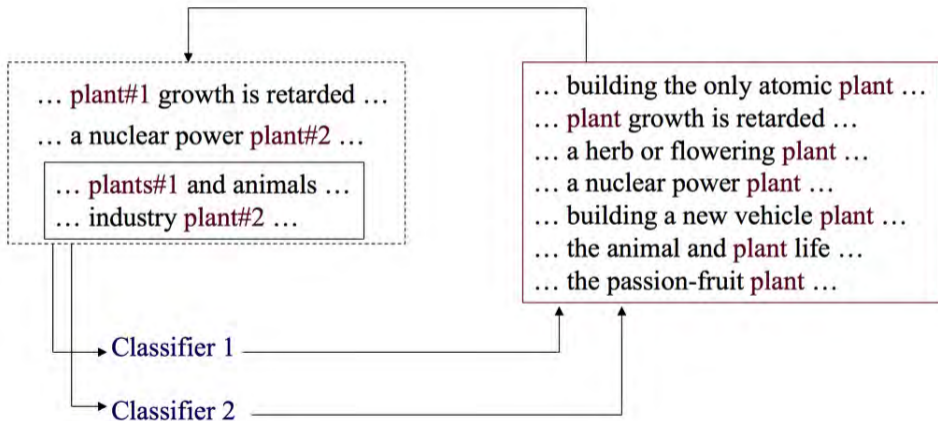 … plant#1 growth is retarded …
… a nuclear power plant#2 …
… plants#1 and animals …
… industry plant#2 …
… building the only atomic plant …
… plant growth is retarded …
… a herb or flowering plant …
… a nuclear power plant …
… building a new vehicle plant …
… the animal and plant life …
… the passion-fruit plant …
Classifier 1
Classifier 2